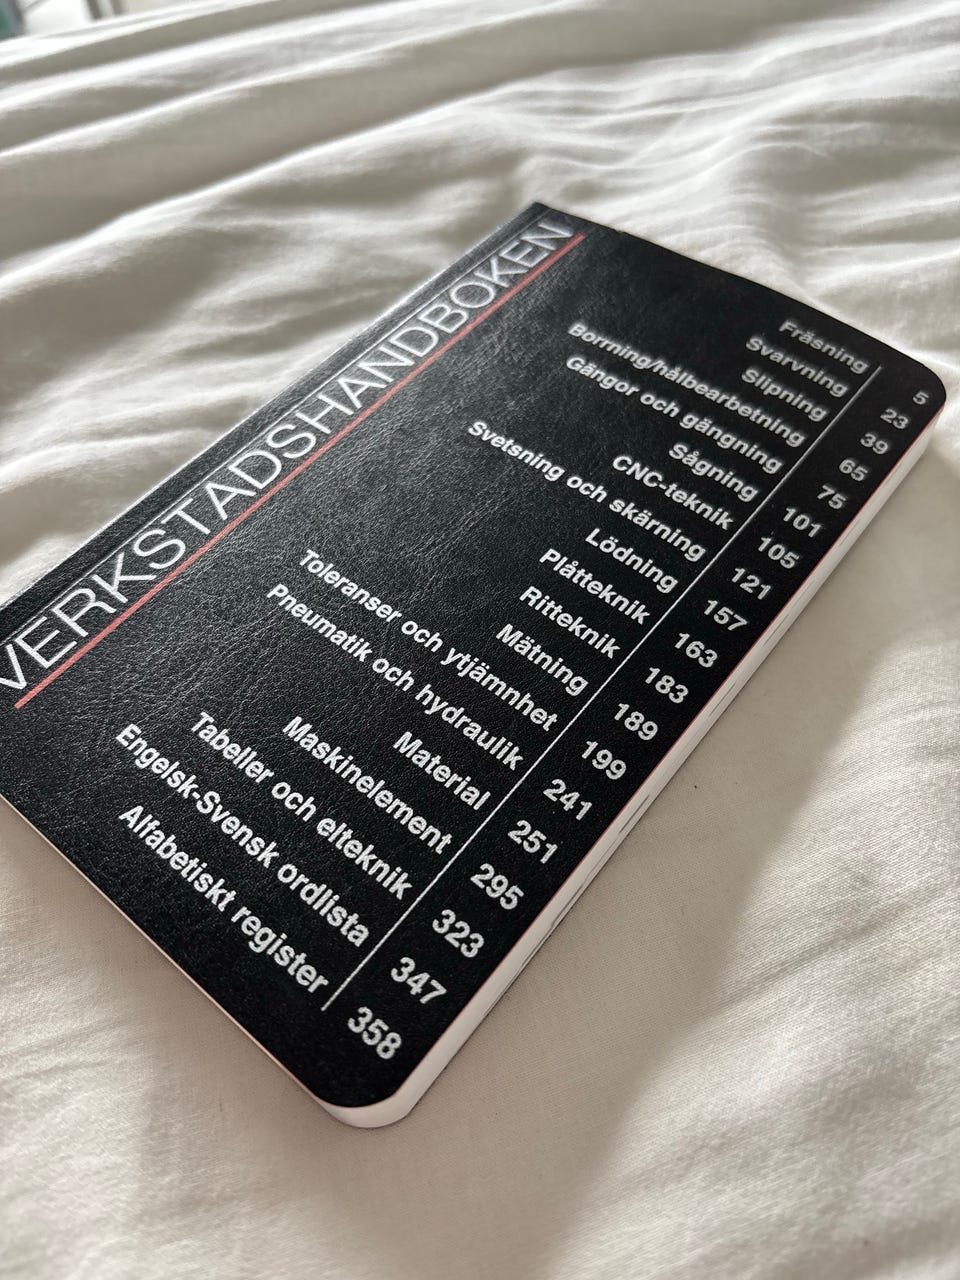 VERKSTADSHANDBOKEN
Fräsning 5
Svarvning 23
Slipning 39
Borrning/hålbearbetning 65
Gängor och gängning 75
Sågning 101
CNC-teknik 105
Svetsning och skärning 121
Lödning 157
Plåtteknik 163
Ritteknik 183
Mätning 189
Toleranser och ytjämnhet 199
Pneumatik och hydraulik 241
Material 251
Maskinelement 295
Tabeller och elteknik 323
Engelsk-Svensk ordlista 347
Alfabetiskt register 358